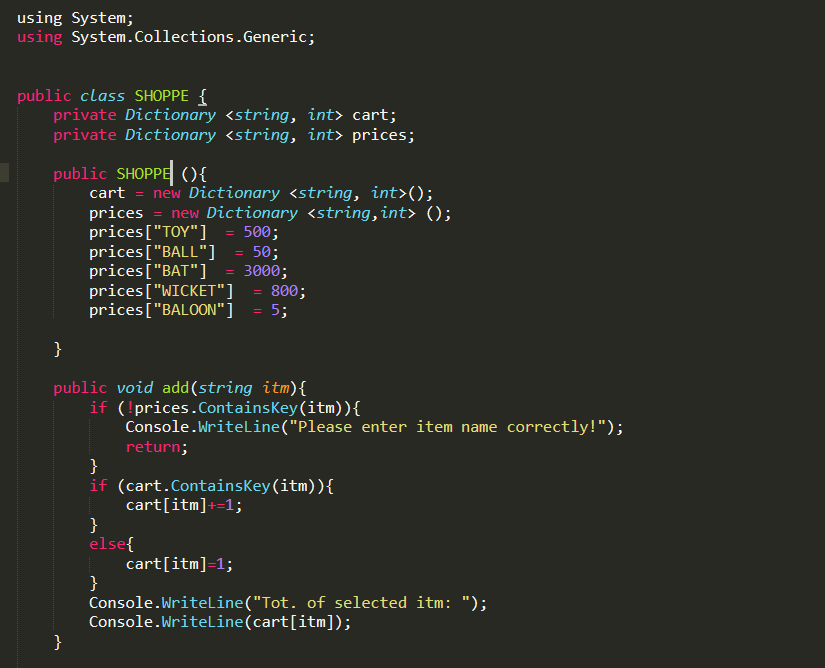 using System;
using System.Collections.Generic;
public class SHOPPE {
private Dictionary <string, int> cart;
private Dictionary <string, int> prices;
public SHOPPE (){
cart = new Dictionary <string, int>();
prices = new Dictionary <string,int> ();
prices["TOY"]  = 500;
prices["BALL"]  = 50;
prices["BAT"]  = 3000;
prices["WICKET"]  = 800;
prices["BALOON"]  = 5;
}
public void add(string itm){
if (!prices.ContainsKey(itm)){
Console.WriteLine("Please enter item name correctly!");
return;
}
if (cart.ContainsKey(itm)){
cart[itm]+=1;
}
else{
cart[itm]=1;
}
Console.WriteLine("Tot. of selected itm: ");
Console.WriteLine(cart[itm]);
}